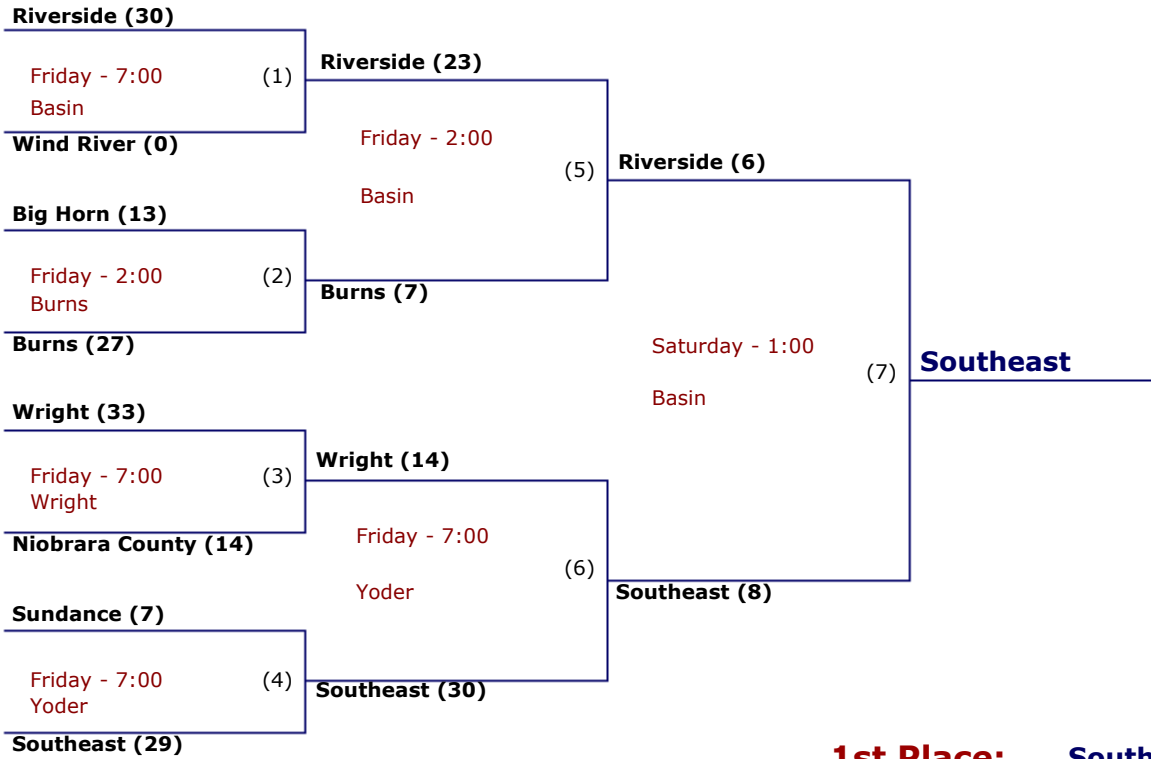 Riverside (30)
Friday - 7:00 (1)
Basin
Wind River (0)
Big Horn (13)
Friday - 2:00 (2)
Burns
Burns (27)
Wright (33)
Friday - 7:00 (3)
Wright
Niobrara County (14)
Sundance (7)
Friday - 7:00 (4)
Yoder
Southeast (29)
Riverside (23)
Friday - 2:00
(5)
Basin
Burns (7)
Wright (14)
Friday - 7:00
(6)
Yoder
Southeast (30)
Riverside (6)
Saturday - 1:00
(7)
Basin
Southeast (8)
Southeast
1st Place: South